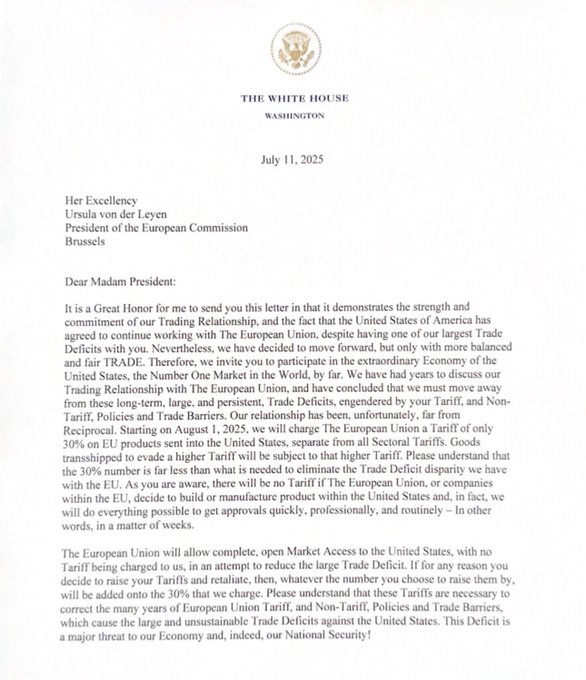 THE WHITE HOUSE
WASHINGTON
July 11, 2025
Her Excellency
Ursula von der Leyen
President of the European Commission
Brussels
Dear Madam President:
It is a Great Honor for me to send you this letter in that it demonstrates the strength and
commitment of our Trading Relationship, and the fact that the United States of America has
agreed to continue working with The European Union, despite having one of our largest Trade
Deficits with you. Nevertheless, we have decided to move forward, but only with more balanced
and fair TRADE. Therefore, we invite you to participate in the extraordinary Economy of the
United States, the Number One Market in the World, by far. We have had years to discuss our
Trading Relationship with The European Union, and have concluded that we must move away
from these long-term, large, and persistent, Trade Deficits, engendered by your Tariff, and Non-
Tariff, Policies and Trade Barriers. Our relationship has been, unfortunately, far from
Reciprocal. Starting on August 1, 2025, we will charge The European Union a Tariff of only
30% on EU products sent into the United States, separate from all Sectoral Tariffs. Goods
transshipped to evade a higher Tariff will be subject to that higher Tariff. Please understand that
the 30% number is far less than what is needed to eliminate the Trade Deficit disparity we have
with the EU. As you are aware, there will be no Tariff if The European Union, or companies
within the EU, decide to build or manufacture product within the United States and, in fact, we
will do everything possible to get approvals quickly, professionally, and routinely – In other
words, in a matter of weeks.
The European Union will allow complete, open Market Access to the United States, with no
Tariff being charged to us, in an attempt to reduce the large Trade Deficit. If for any reason you
decide to raise your Tariffs and retaliate, then, whatever the number you choose to raise them by,
will be added onto the 30% that we charge. Please understand that these Tariffs are necessary to
correct the many years of European Union Tariff, and Non-Tariff, Policies and Trade Barriers,
which cause the large and unsustainable Trade Deficits against the United States. This Deficit is
a major threat to our Economy and, indeed, our National Security!